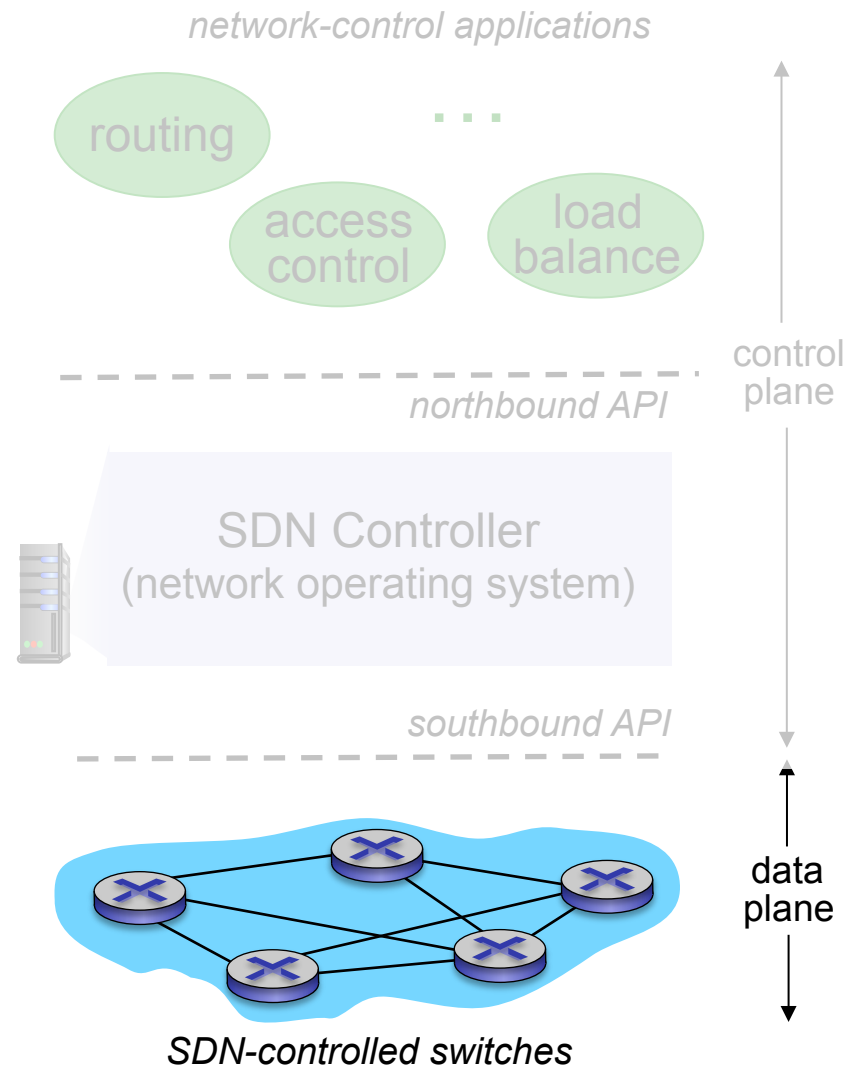 network-control applications
routing
. . .
access
control
load
balance
control
plane
northbound API
SDN Controller
(network operating system)
southbound API
data
plane
SDN-controlled switches